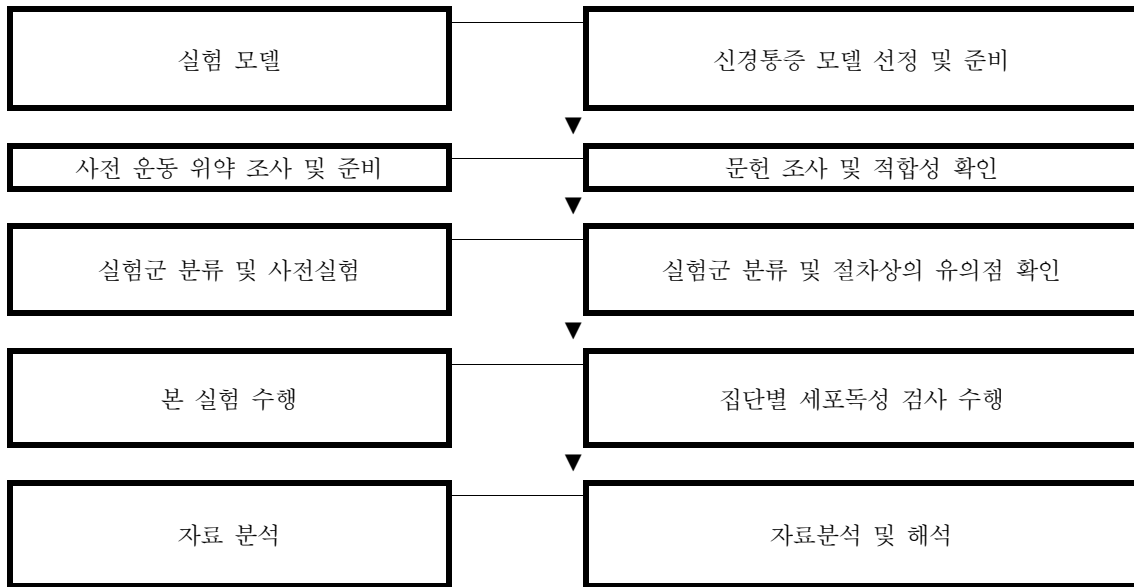 실험 모델
신경통증 모델 선정 및 준비
▼
사전 운동 위약 조사 및 준비
문헌 조사 및 적합성 확인
▼
실험군 분류 및 사전실험
실험군 분류 및 절차상의 유의점 확인
▼
본 실험 수행
집단별 세포독성 검사 수행
▼
자료 분석
자료분석 및 해석